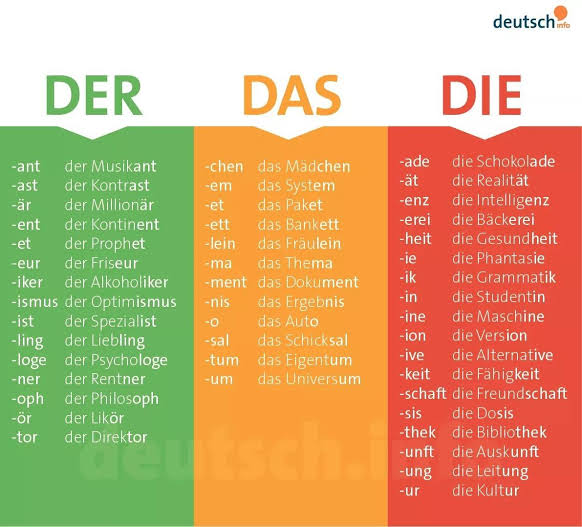 deutsch.info
DER
-ant der Musikant
-ast der Kontrast
-är der Millionär
-ent der Kontinent
-et der Prophet
-eur der Friseur
-iker der Alkoholiker
-ismus der Optimismus
-ist der Spezialist
-ling der Liebling
-loge der Psychologe
-ner der Rentner
-oph der Philosoph
-ör der Likör
-tor der Direktor
DAS
-chen das Mädchen
-em das System
-et das Paket
-ett das Bankett
-lein das Fräulein
-ma das Thema
-ment das Dokument
-nis das Ergebnis
-o das Auto
-sal das Schicksal
-tum das Eigentum
-um das Universum
DIE
-ade die Schokolade
-ät die Realität
-enz die Intelligenz
-erei die Bäckerei
-heit die Gesundheit
-ie die Phantasie
-ik die Grammatik
-in die Studentin
-ine die Maschine
-ion die Version
-ive die Alternative
-keit die Fähigkeit
-schaft die Freundschaft
-sis die Dosis
-thek die Bibliothek
-unft die Auskunft
-ung die Leitung
-ur die Kultur
deutsch.info